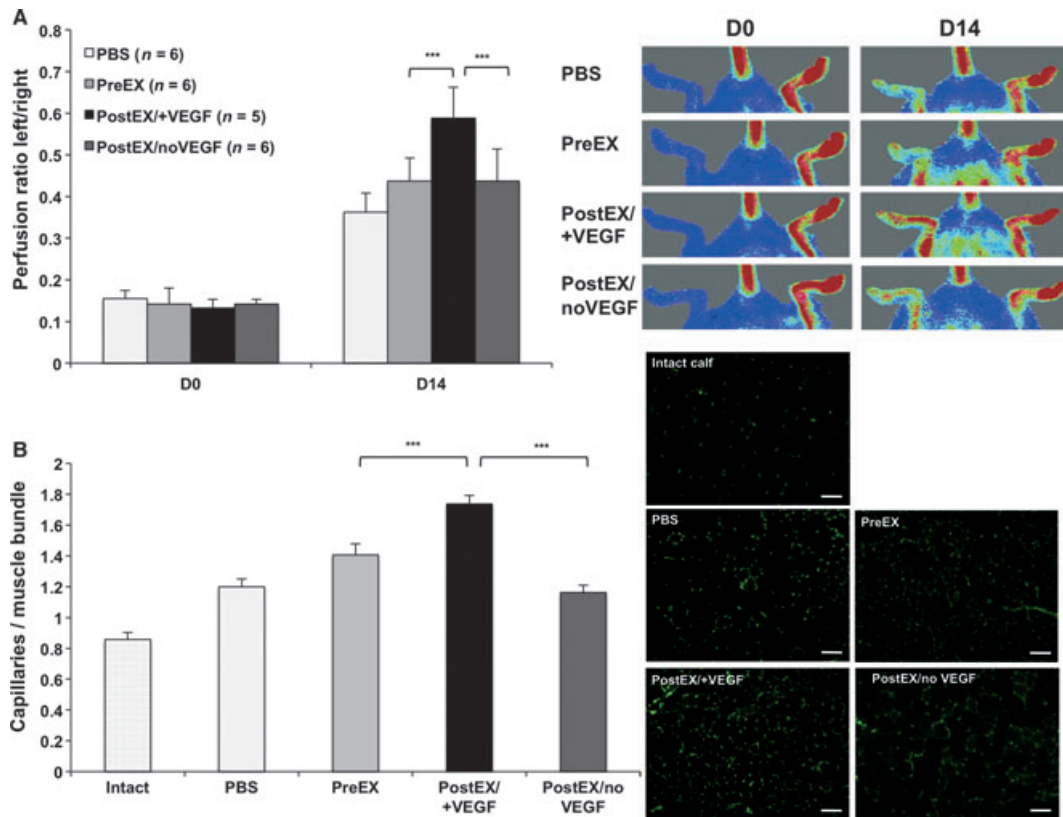 A
Perfusion ratio left/right
0.8
0.7
0.6
0.5
0.4
0.3
0.2
0.1
0
PBS (n = 6)
PreEX (n = 6)
PostEX/+VEGF (n = 5)
PostEX/noVEGF (n = 6)
*** ***
D0 D14
D0 D14
PBS
PreEX
PostEX/
+VEGF
PostEX/
noVEGF
B
Capillaries / muscle bundle
2
1.8
1.6
1.4
1.2
1
0.8
0.6
0.4
0.2
0
*** ***
Intact PBS PreEX PostEX/ PostEX/no
+VEGF VEGF
Intact calf
PBS PreEX
PostEX/+VEGF PostEX/no VEGF